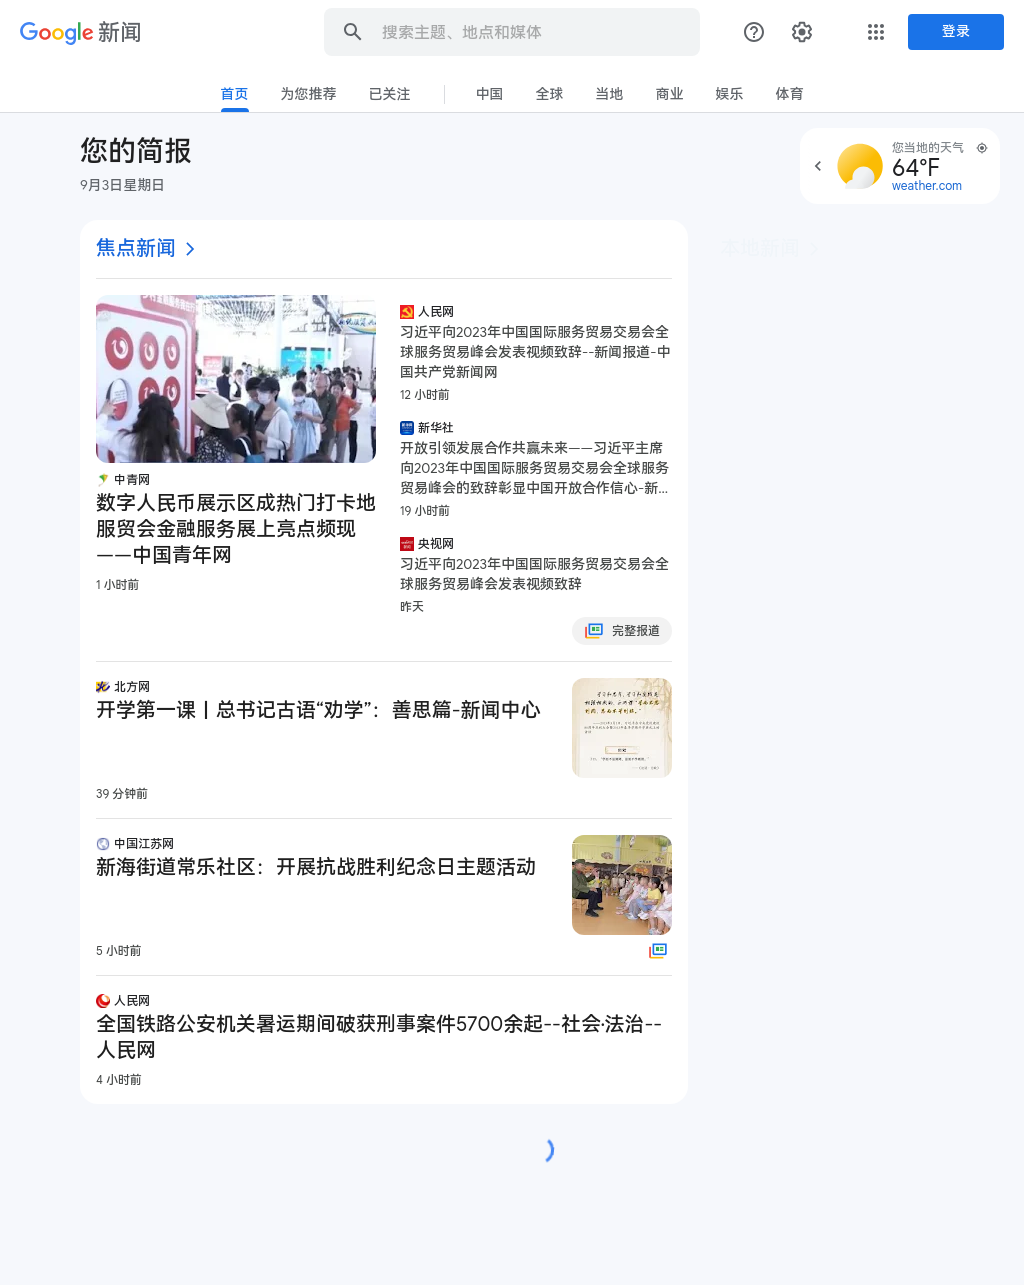 Google 新闻
搜索主题、地点和媒体
登录
首页
为您推荐
已关注
中国
全球
当地
商业
娱乐
体育
您的简报
9月3日星期日
您当地的天气
64°F
weather.com
焦点新闻
本地新闻
中青网
数字人民币展示区成热门打卡地
服贸会金融服务展上亮点频现
——中国青年网
1 小时前
人民网
习近平向2023年中国国际服务贸易交易会全
球服务贸易峰会发表视频致辞--新闻报道-中
国共产党新闻网
12 小时前
新华社
开放引领发展合作共赢未来——习近平主席
向2023年中国国际服务贸易交易会全球服务
贸易峰会的致辞彰显中国开放合作信心-新...
19 小时前
央视网
习近平向2023年中国国际服务贸易交易会全
球服务贸易峰会发表视频致辞
昨天
完整报道
北方网
开学第一课丨总书记古语“劝学”：善思篇-新闻中心
39 分钟前
中国江苏网
新海街道常乐社区：开展抗战胜利纪念日主题活动
5 小时前
人民网
全国铁路公安机关暑运期间破获刑事案件5700余起--社会·法治--
人民网
4 小时前